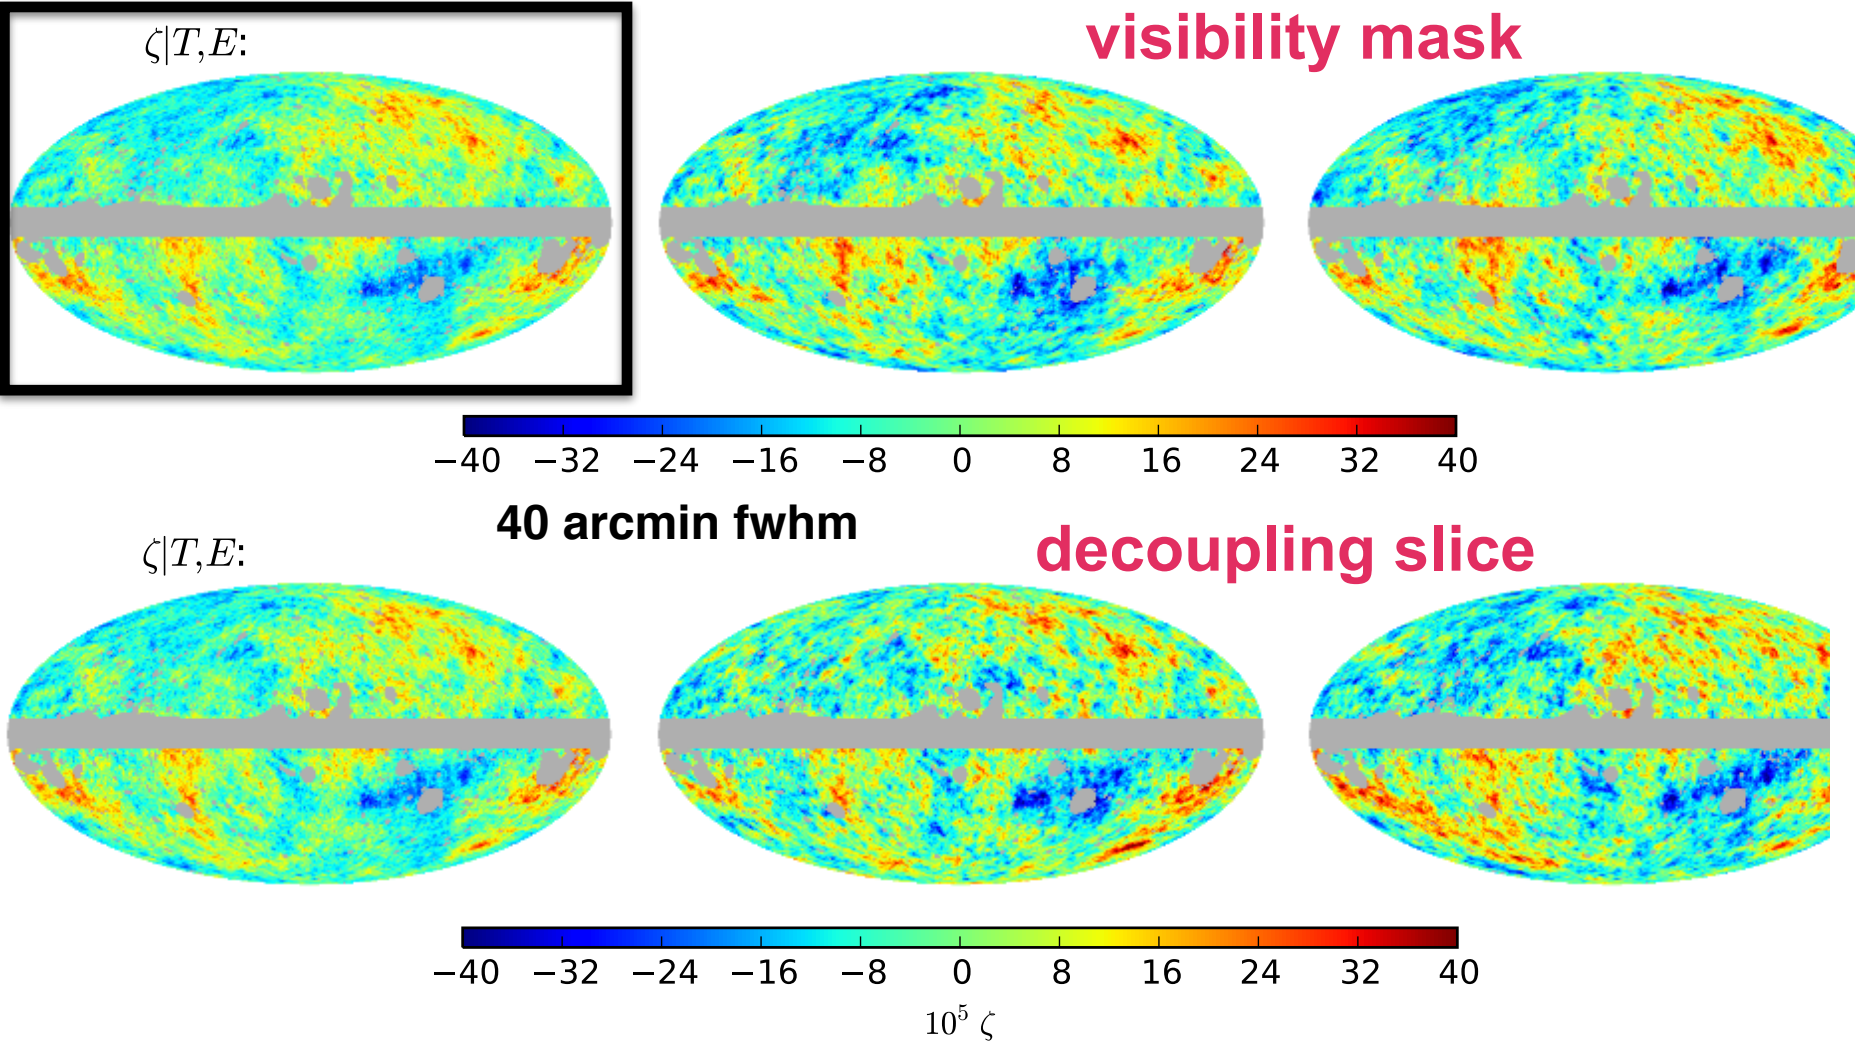 ζ|T,E:
visibility mask
−40 −32 −24 −16 −8 0 8 16 24 32 40
40 arcmin fwhm
ζ|T,E:
decoupling slice
−40 −32 −24 −16 −8 0 8 16 24 32 40
10⁵ ζ